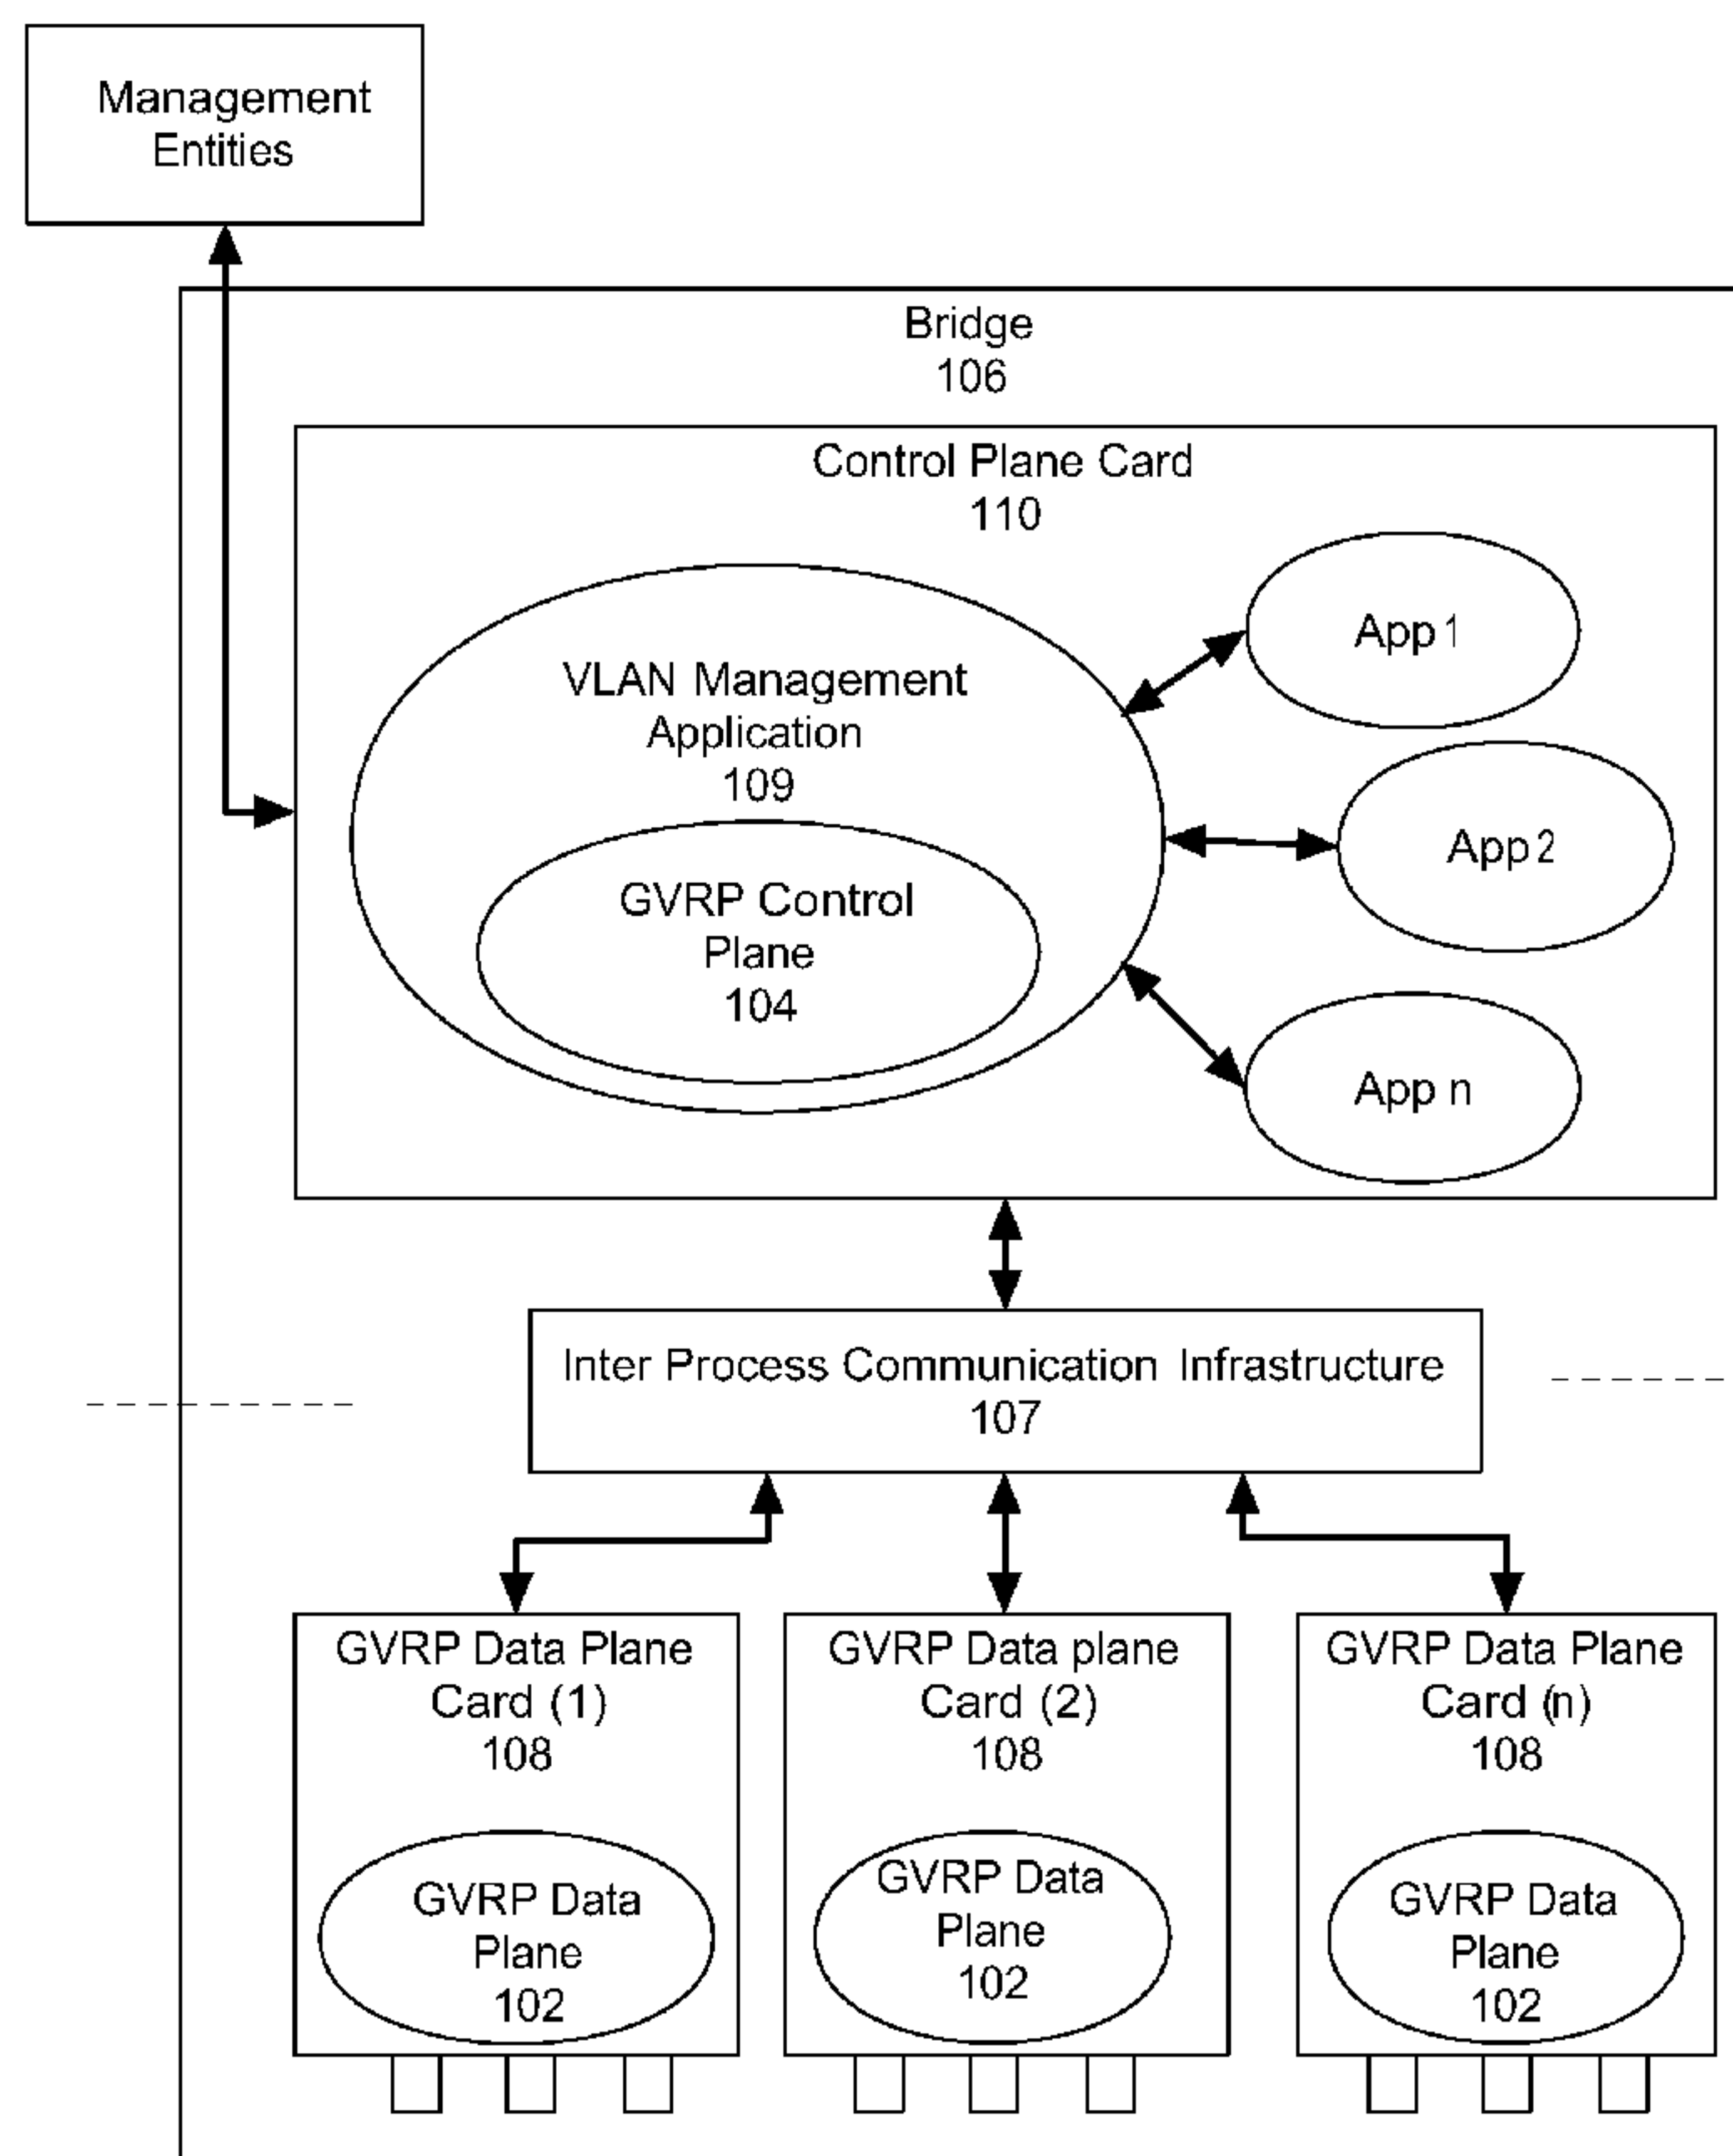 Management
Entities
Bridge
106
Control Plane Card
110
App 1
VLAN Management
Application
109
App 2
GVRP Control
Plane
104
App n
Inter Process Communication Infrastructure
107
GVRP Data Plane
Card (1)
108
GVRP Data plane
Card (2)
108
GVRP Data Plane
Card (n)
108
GVRP Data
Plane
102
GVRP Data
Plane
102
GVRP Data
Plane
102